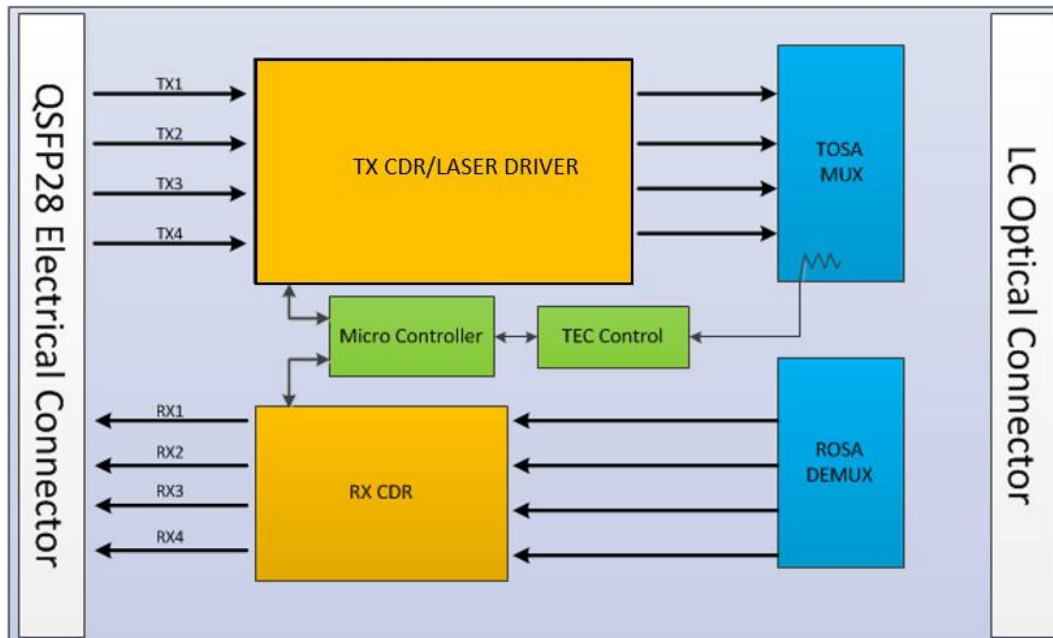 QSFP28 Electrical Connector
TX1
TX2
TX3
TX4
TX CDR/LASER DRIVER
TOSA
MUX
LC Optical Connector
Micro Controller
TEC Control
RX1
RX2
RX3
RX4
RX CDR
ROSA
DEMUX